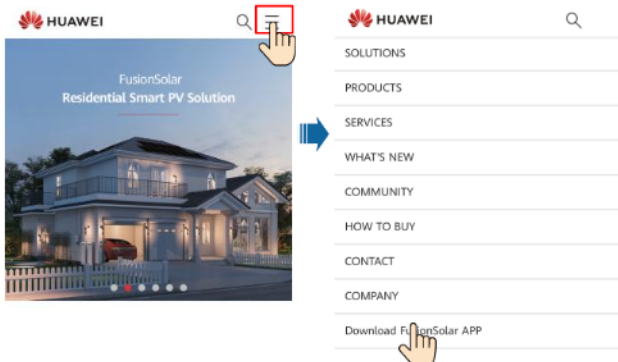 HUAWEI
FusionSolar
Residential Smart PV Solution
HUAWEI
SOLUTIONS
PRODUCTS
SERVICES
WHAT'S NEW
COMMUNITY
HOW TO BUY
CONTACT
COMPANY
Download FusionSolar APP